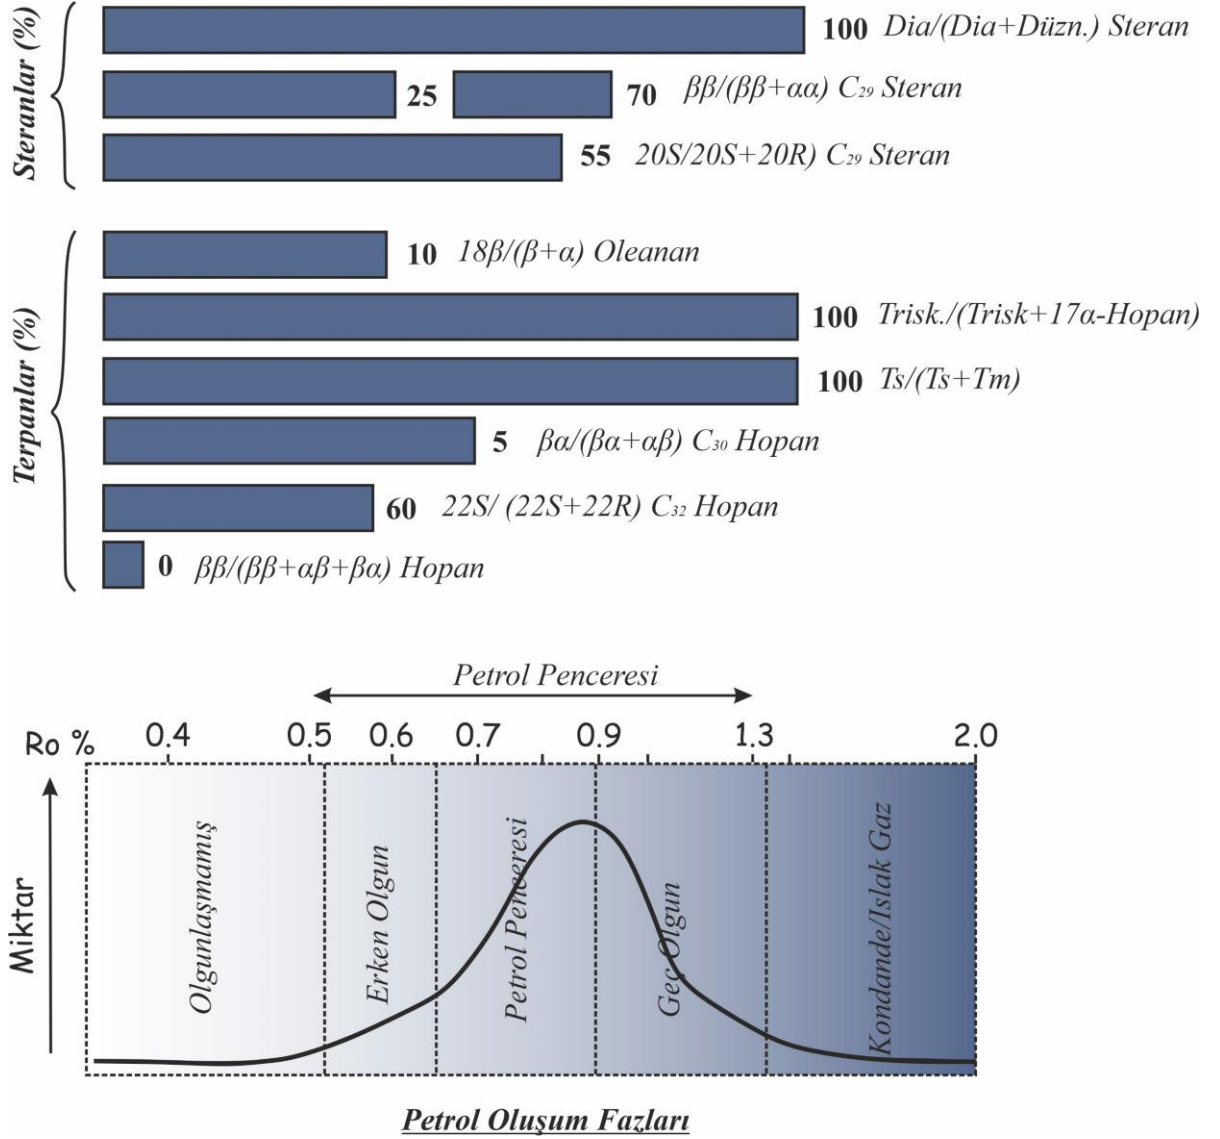 Steranlar (%)
100 Dia/(Dia+Düzn.) Steran
25 70 ββ/(ββ+αα) C29 Steran
55 20S/20S+20R) C29 Steran
Terpanlar (%)
10 18β/(β+α) Oleanan
100 Trisk./(Trisk+17α-Hopan)
100 Ts/(Ts+Tm)
5 βα/(βα+αβ) C30 Hopan
60 22S/ (22S+22R) C32 Hopan
0 ββ/(ββ+αβ+βα) Hopan
Petrol Penceresi
Ro % 0.4 0.5 0.6 0.7 0.9 1.3 2.0
Miktar
Olgunlaşmamış
Erken Olgun
Petrol Penceresi
Geç Olgun
Kondande/Islak Gaz
Petrol Oluşum Fazları